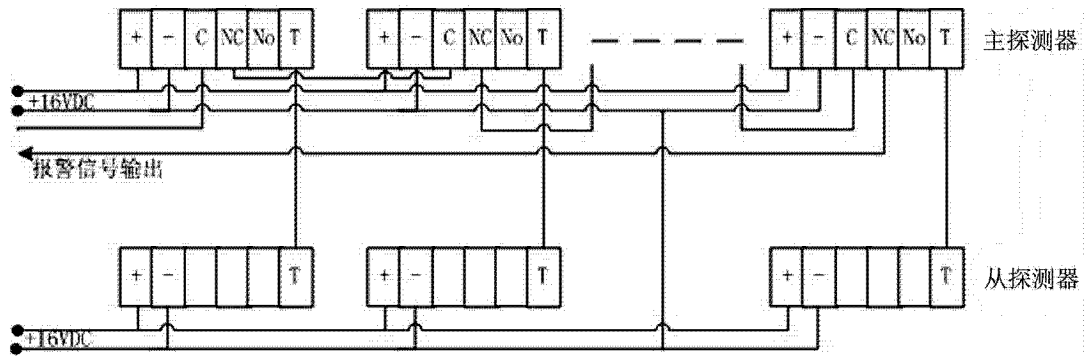 + - C NC No T + - C NC No T + - C NC No T 主探测器
+16VDC
报警信号输出
+ - T + - T + - T 从探测器
+16VDC